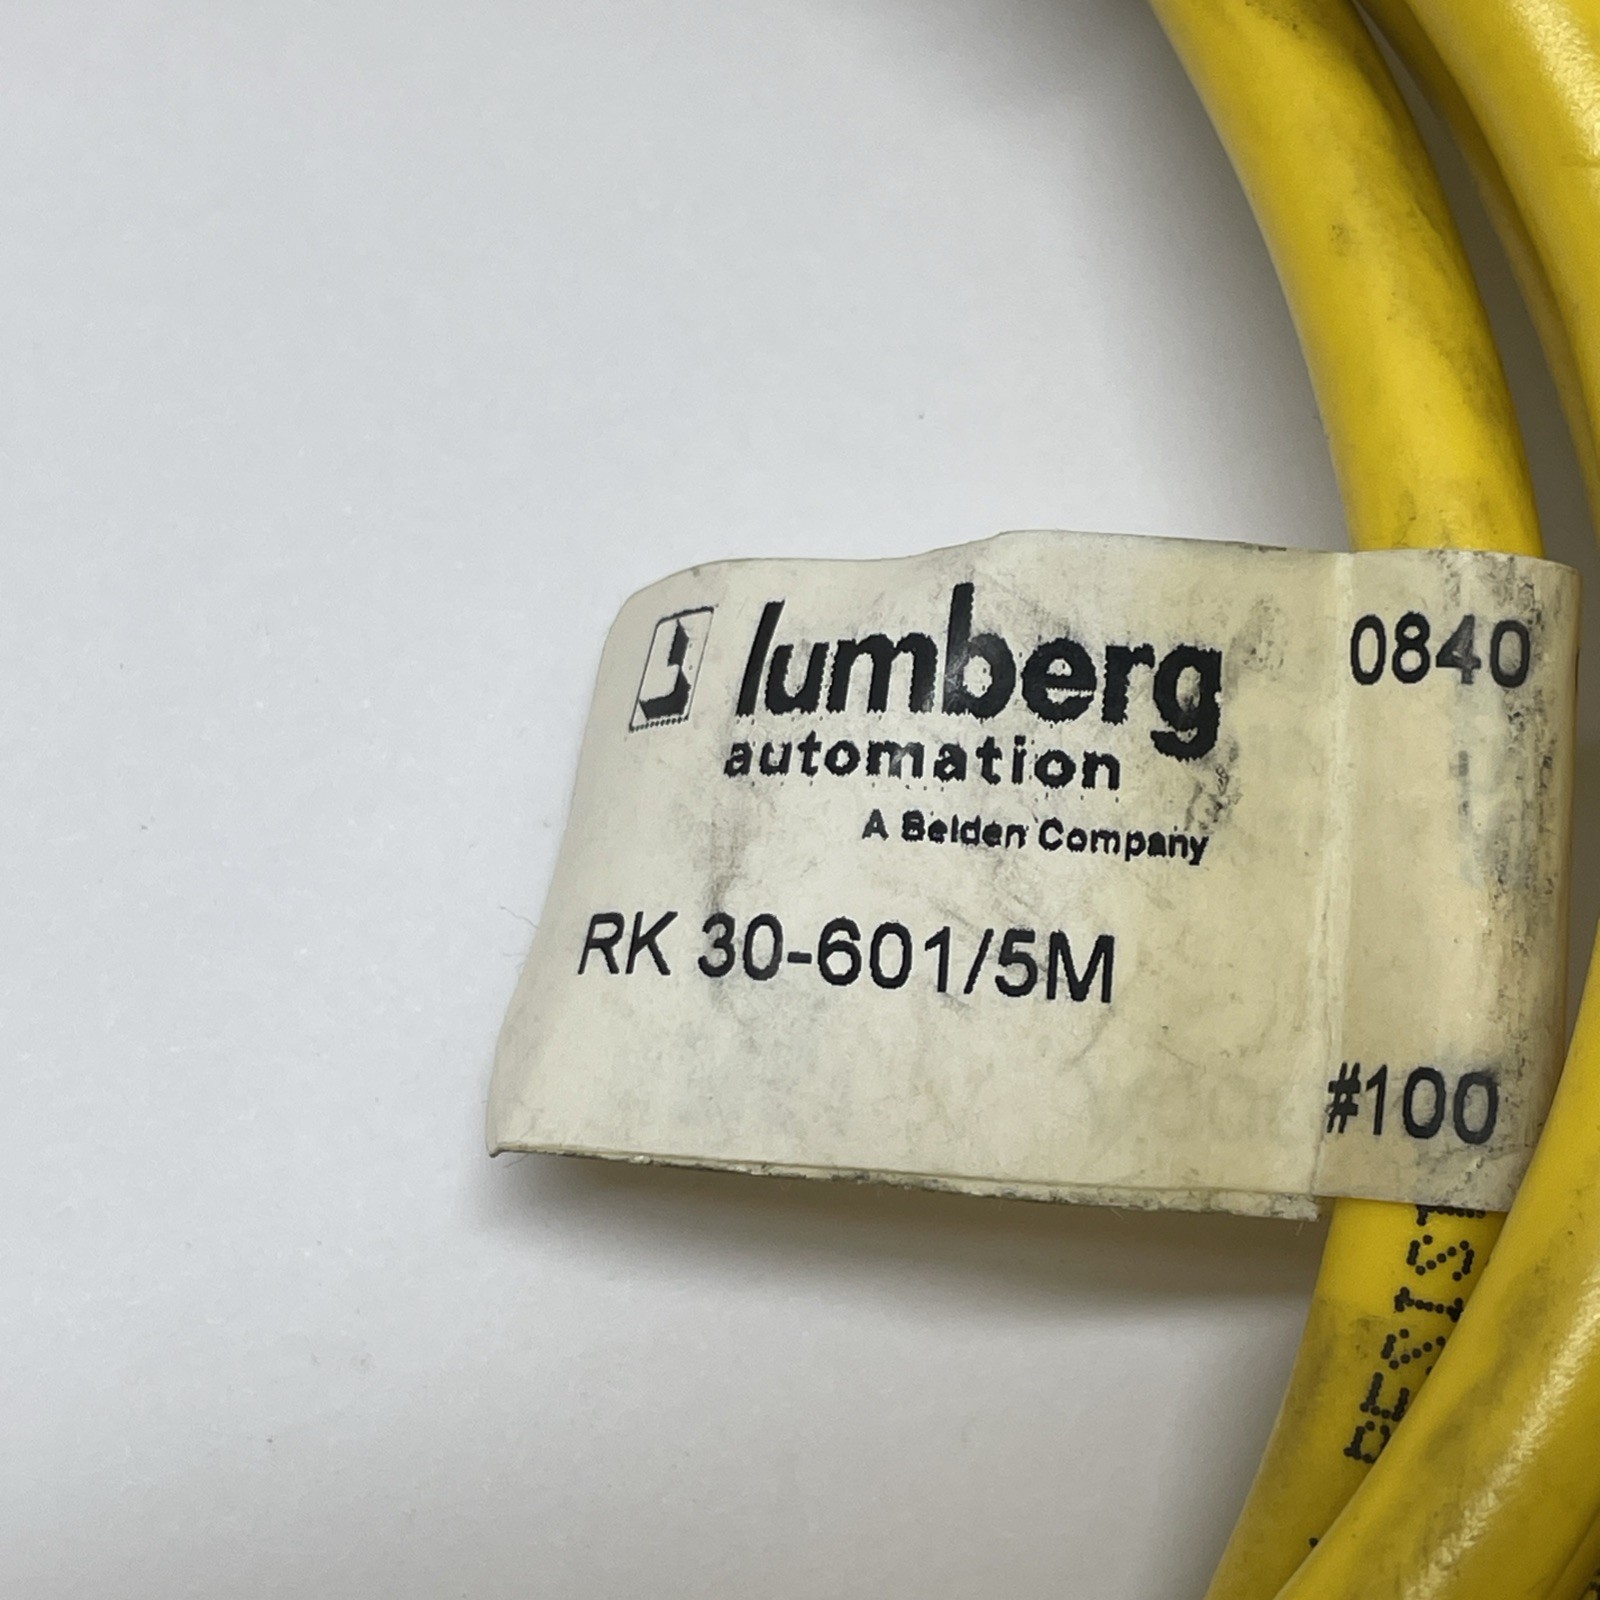 lumberg
automation
A Belden Company
RK 30-601/5M
0840
#100